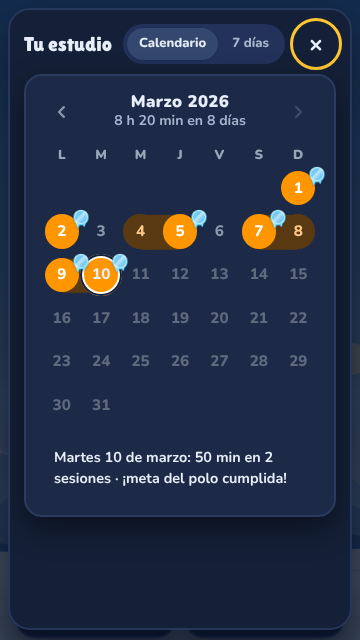 Tu estudio Calendario 7 días ×
‹ Marzo 2026 ›
8 h 20 min en 8 días
L M M J V S D
1
2 3 4 5 6 7 8
9 10 11 12 13 14 15
16 17 18 19 20 21 22
23 24 25 26 27 28 29
30 31
Martes 10 de marzo: 50 min en 2
sesiones · ¡meta del polo cumplida!